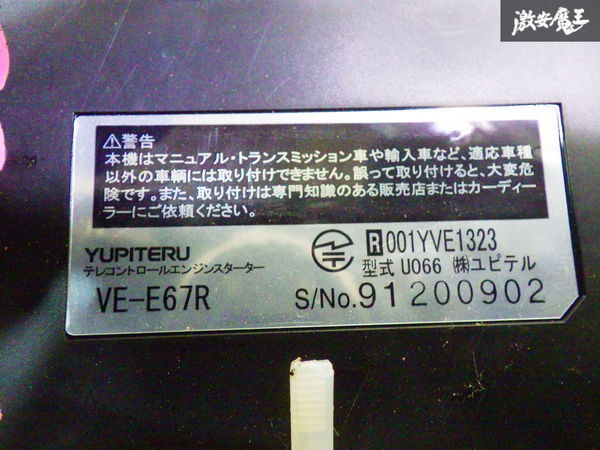 激安魔王
⚠警告
本機はマニュアル・トランスミッション車や輸入車など、適応車種
以外の車輌には取り付けできません。誤って取り付けると、大変危
険です。また、取り付けは専門知識のある販売店またはカーディー
ラーにご依頼ください。
YUPITERU
テレコントロールエンジンスターター
VE-E67R
R 001YVE1323
型式 U066 ㈱ユピテル
S/No. 91200902